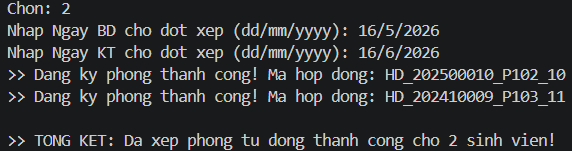 Chon: 2
Nhap Ngay BD cho dot xep (dd/mm/yyyy): 16/5/2026
Nhap Ngay KT cho dot xep (dd/mm/yyyy): 16/6/2026
>> Dang ky phong thanh cong! Ma hop dong: HD_202500010_P102_10
>> Dang ky phong thanh cong! Ma hop dong: HD_202410009_P103_11
>> TONG KET: Da xep phong tu dong thanh cong cho 2 sinh vien!